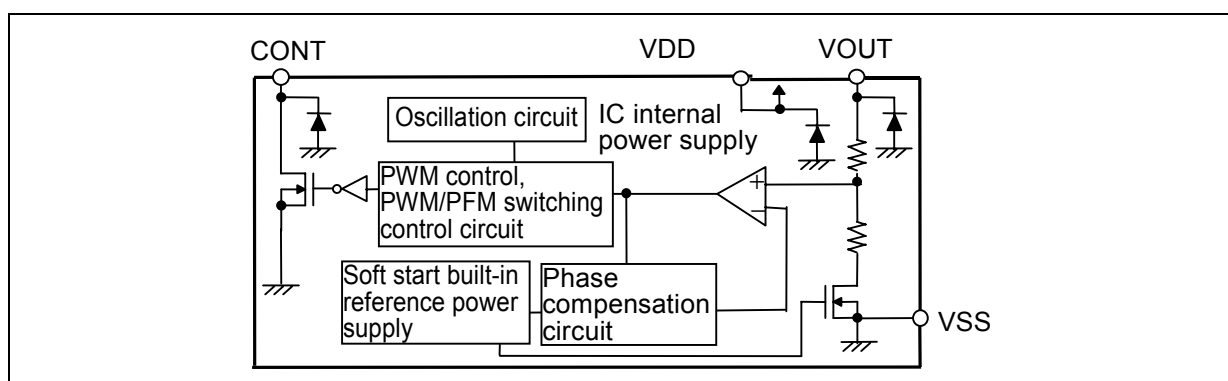 CONT
VDD
VOUT
Oscillation circuit
IC internal
power supply
PWM control,
PWM/PFM switching
control circuit
+
−
Soft start built-in
reference power
supply
Phase
compensation
circuit
VSS